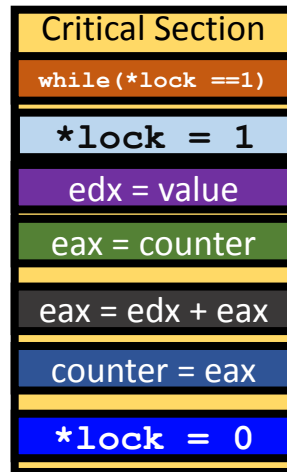 Critical Section
while(*lock ==1)
*lock = 1
edx = value
eax = counter
eax = edx + eax
counter = eax
*lock = 0